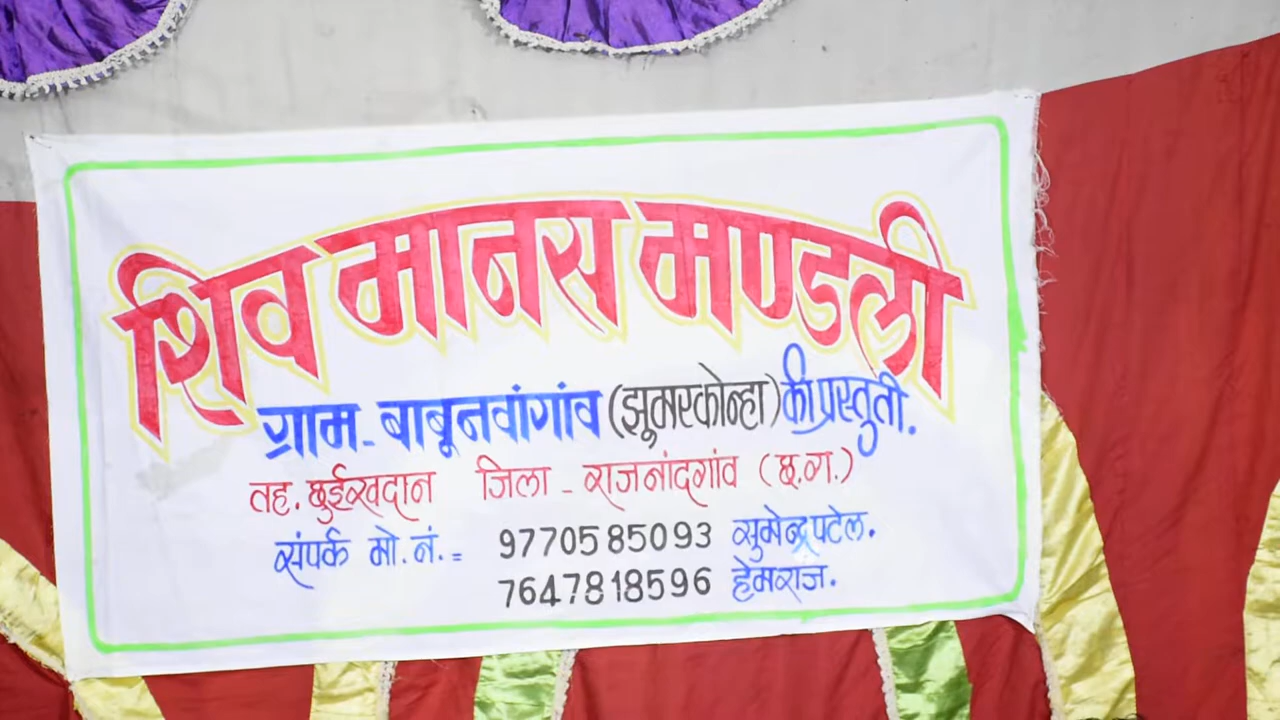 शिव मानस मण्डली
ग्राम - बाबूनवांगांव (झूमरकोन्हा) की प्रस्तुती.
तह. छुईखदान जिला - राजनांदगांव (छ.ग.)
संपर्क मो. नं. = 9770585093 सुमेन्द्र पटेल.
7647818596 हेमराज.